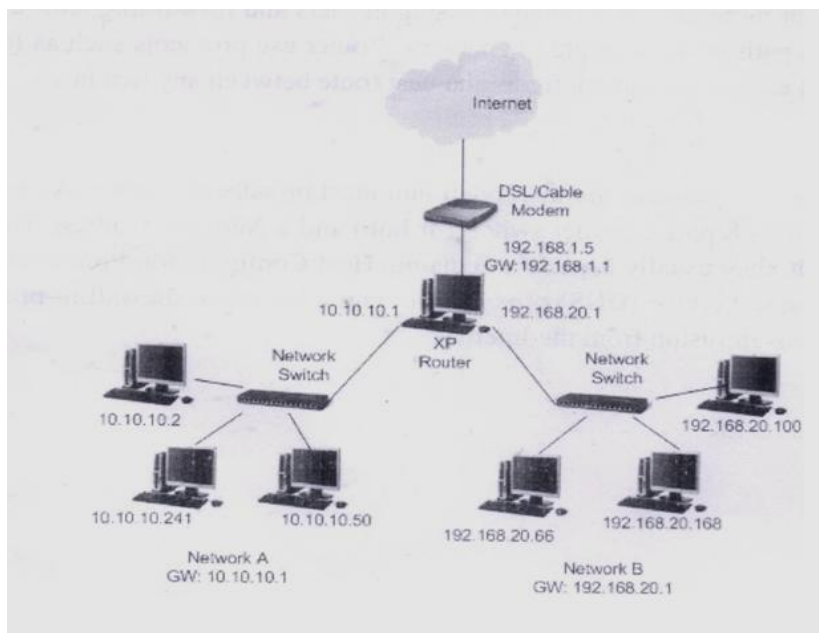 Internet
DSL/Cable
Modem
192.168.1.5
GW:192.168.1.1
10.10.10.1
192.168.20.1
XP
Router
Network
Switch
Network
Switch
10.10.10.2
192.168.20.100
10.10.10.241
10.10.10.50
192.168.20.66
192.168.20.168
Network A
GW: 10.10.10.1
Network B
GW: 192.168.20.1